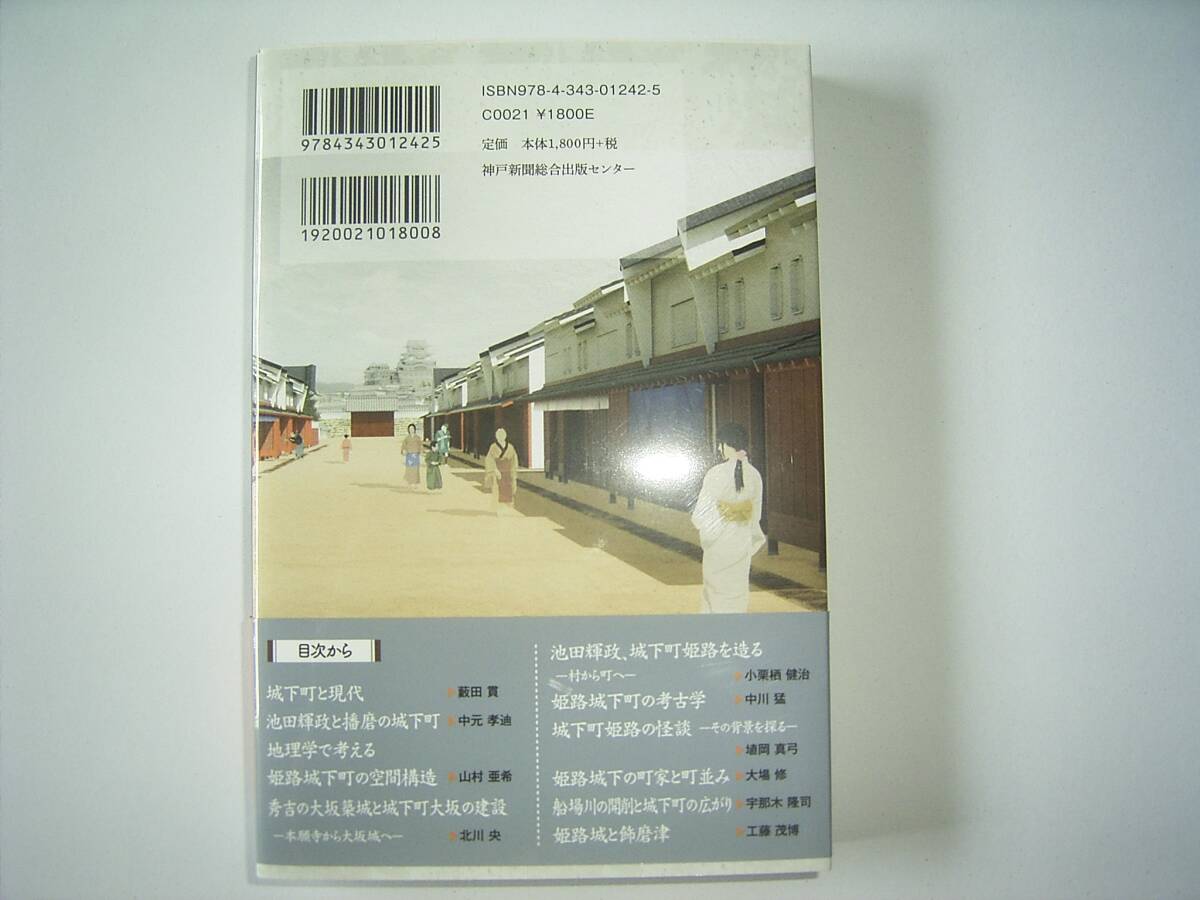 9784343012425
1920021018008
ISBN978-4-343-01242-5
C0021 ¥1800E
定価 本体1,800円+税
神戸新聞総合出版センター
目次から
城下町と現代 藪田 貫
池田輝政と播磨の城下町 中元 孝迪
地理学で考える
姫路城下町の空間構造 山村 亜希
秀吉の大坂築城と城下町大坂の建設
―本願寺から大坂城へ― 北川 央
池田輝政、城下町姫路を造る
―村から町へ― 小栗栖 健治
姫路城下町の考古学 中川 猛
城下町姫路の怪談 ―その背景を探る―
埴岡 真弓
姫路城下の町家と町並み 大場 修
船場川の開削と城下町の広がり 宇那木 隆司
姫路城と飾磨津 工藤 茂博